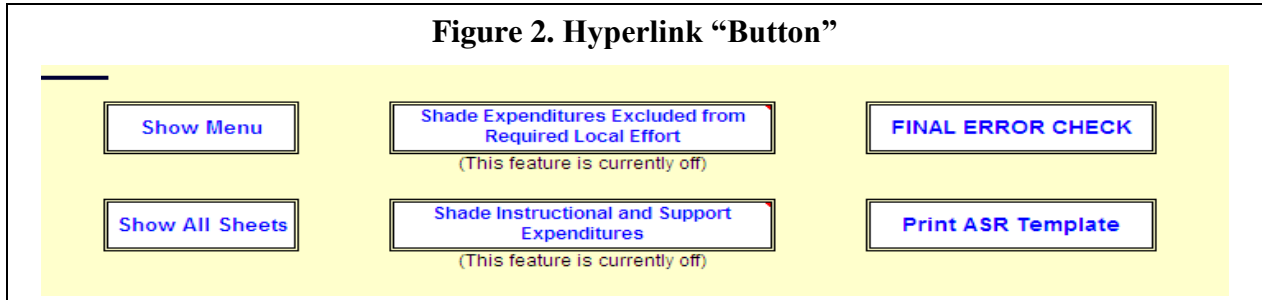 Figure 2. Hyperlink “Button”
Show Menu
Shade Expenditures Excluded from
Required Local Effort
(This feature is currently off)
FINAL ERROR CHECK
Show All Sheets
Shade Instructional and Support
Expenditures
(This feature is currently off)
Print ASR Template